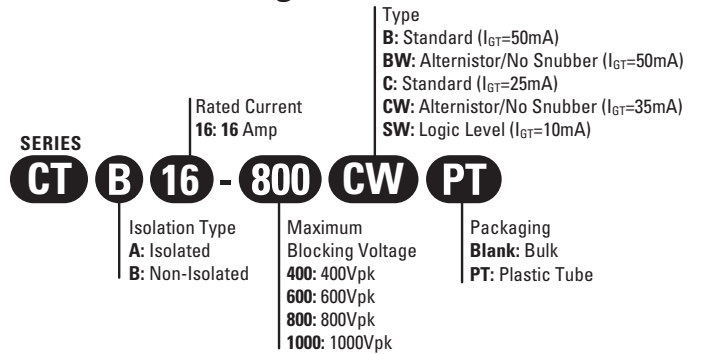 Type
B: Standard (IGT=50mA)
BW: Alternistor/No Snubber (IGT=50mA)
C: Standard (IGT=25mA)
CW: Alternistor/No Snubber (IGT=35mA)
SW: Logic Level (IGT=10mA)
Rated Current
16: 16 Amp
SERIES
CT B 16 - 800 CW PT
Isolation Type
A: Isolated
B: Non-Isolated
Maximum
Blocking Voltage
400: 400Vpk
600: 600Vpk
800: 800Vpk
1000: 1000Vpk
Packaging
Blank: Bulk
PT: Plastic Tube